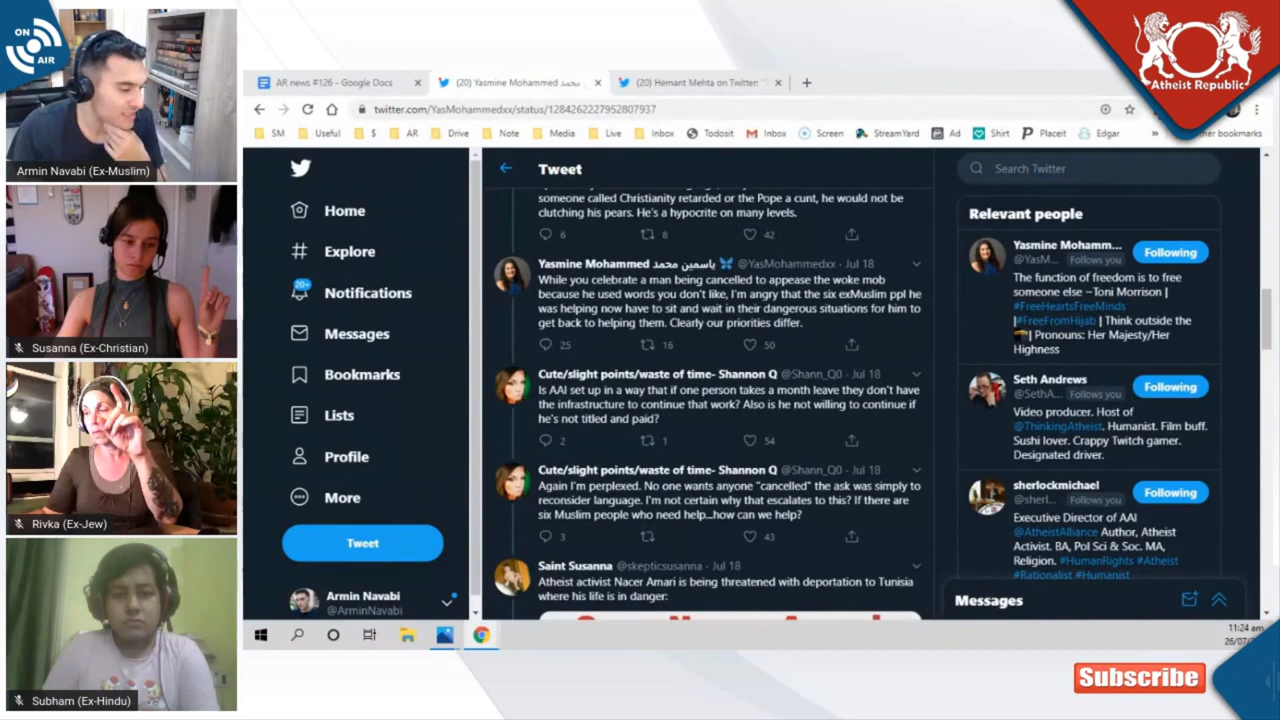 ON
AIR
Armin Navabi (Ex-Muslim)
Susanna (Ex-Christian)
Rivka (Ex-Jew)
Subham (Ex-Hindu)
Atheist Republic
AR news #126 - Google Docs
(20) Yasmine Mohammed محمد
(20) Hemant Mehta on Twitter: "
twitter.com/YasMohammedxx/status/1284262227952807937
SM Useful $ AR Drive Note Media Live Inbox Todoist Inbox Screen StreamYard Ad Shirt Placeit Edgar » her bookmarks
Home
Explore
20+
Notifications
Messages
Bookmarks
Lists
Profile
More
Tweet
Armin Navabi
@ArminNavabi
Tweet
someone called Christianity retarded or the Pope a cunt, he would not be
clutching his pears. He's a hypocrite on many levels.
6 8 42
Yasmine Mohammed ياسمين محمد @YasMohammedxx · Jul 18
While you celebrate a man being cancelled to appease the woke mob
because he used words you don't like, I'm angry that the six exMuslim ppl he
was helping now have to sit and wait in their dangerous situations for him to
get back to helping them. Clearly our priorities differ.
25 16 50
Cute/slight points/waste of time- Shannon Q @Shann_Q0 · Jul 18
Is AAI set up in a way that if one person takes a month leave they don't have
the infrastructure to continue that work? Also is he not willing to continue if
he's not titled and paid?
2 1 54
Cute/slight points/waste of time- Shannon Q @Shann_Q0 · Jul 18
Again I'm perplexed. No one wants anyone "cancelled" the ask was simply to
reconsider language. I'm not certain why that escalates to this? If there are
six Muslim people who need help...how can we help?
3 43
Saint Susanna @skepticsusanna · Jul 18
Atheist activist Nacer Amari is being threatened with deportation to Tunisia
where his life is in danger:
Search Twitter
Relevant people
Yasmine Mohamm...
@YasM... Follows you
Following
The function of freedom is to free
someone else ~Toni Morrison |
#FreeHeartsFreeMinds
|#FreeFromHijab | Think outside the
| Pronouns: Her Majesty/Her
Highness
Seth Andrews
@SethA... Follows you
Following
Video producer. Host of
@ThinkingAtheist. Humanist. Film buff.
Sushi lover. Crappy Twitch gamer.
Designated driver.
sherlockmichael
@sherl... Follows you
Following
Executive Director of AAI
@AtheistAlliance Author, Atheist
Activist. BA, Pol Sci & Soc. MA,
Religion. #HumanRights #Atheist
#Rationalist #Humanist
Messages
11:24 am
26/07/
Subscribe